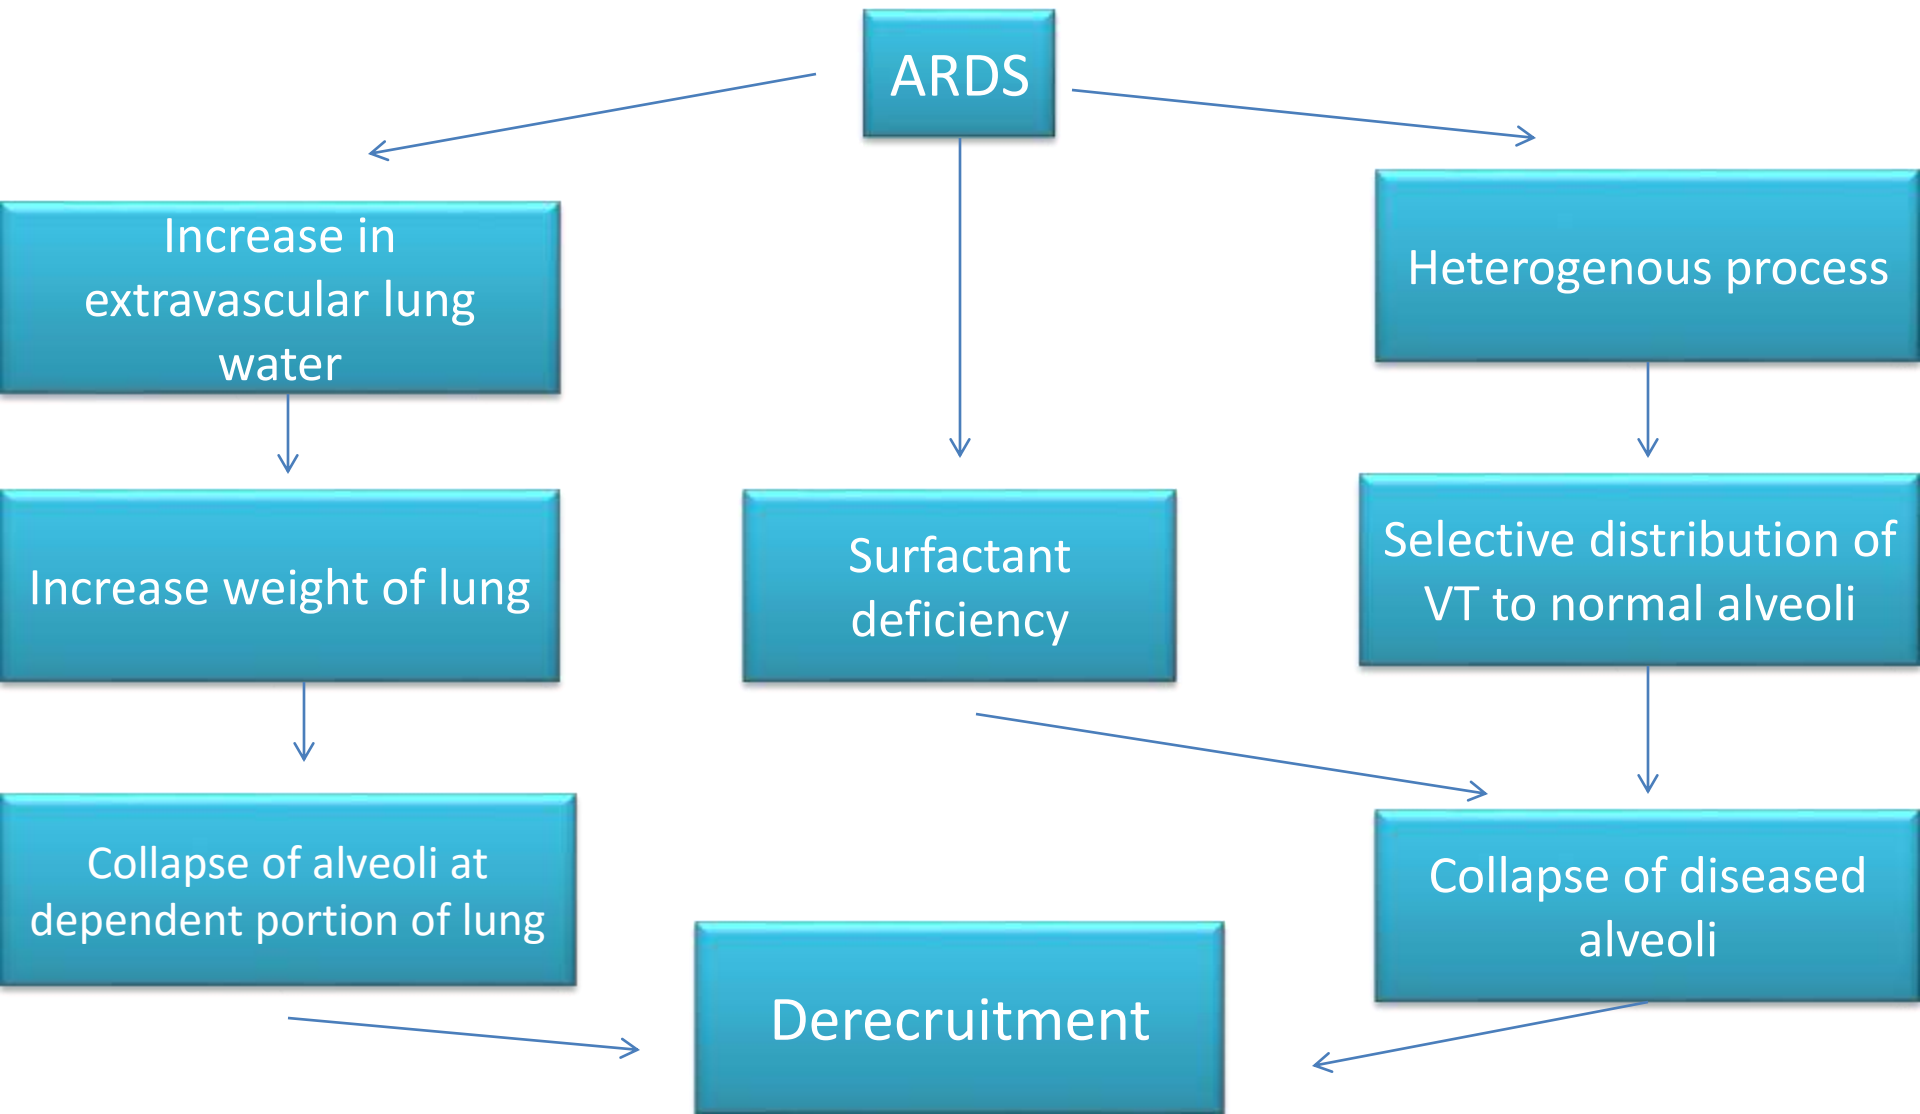 ARDS
Increase in
extravascular lung
water
Heterogenous process
Increase weight of lung
Surfactant
deficiency
Selective distribution of
VT to normal alveoli
Collapse of alveoli at
dependent portion of lung
Collapse of diseased
alveoli
Derecruitment